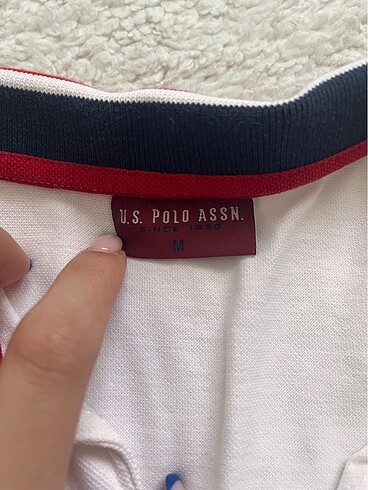 U.S. POLO ASSN.
SINCE 1890
M